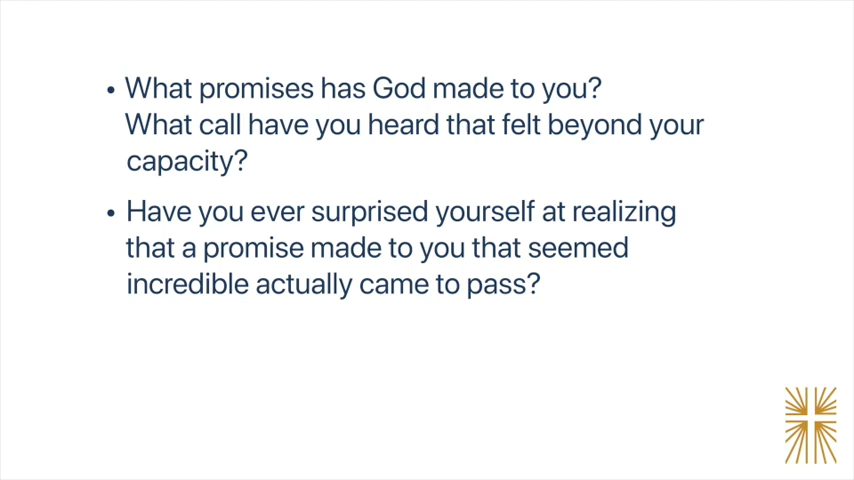 • What promises has God made to you?
What call have you heard that felt beyond your
capacity?
• Have you ever surprised yourself at realizing
that a promise made to you that seemed
incredible actually came to pass?